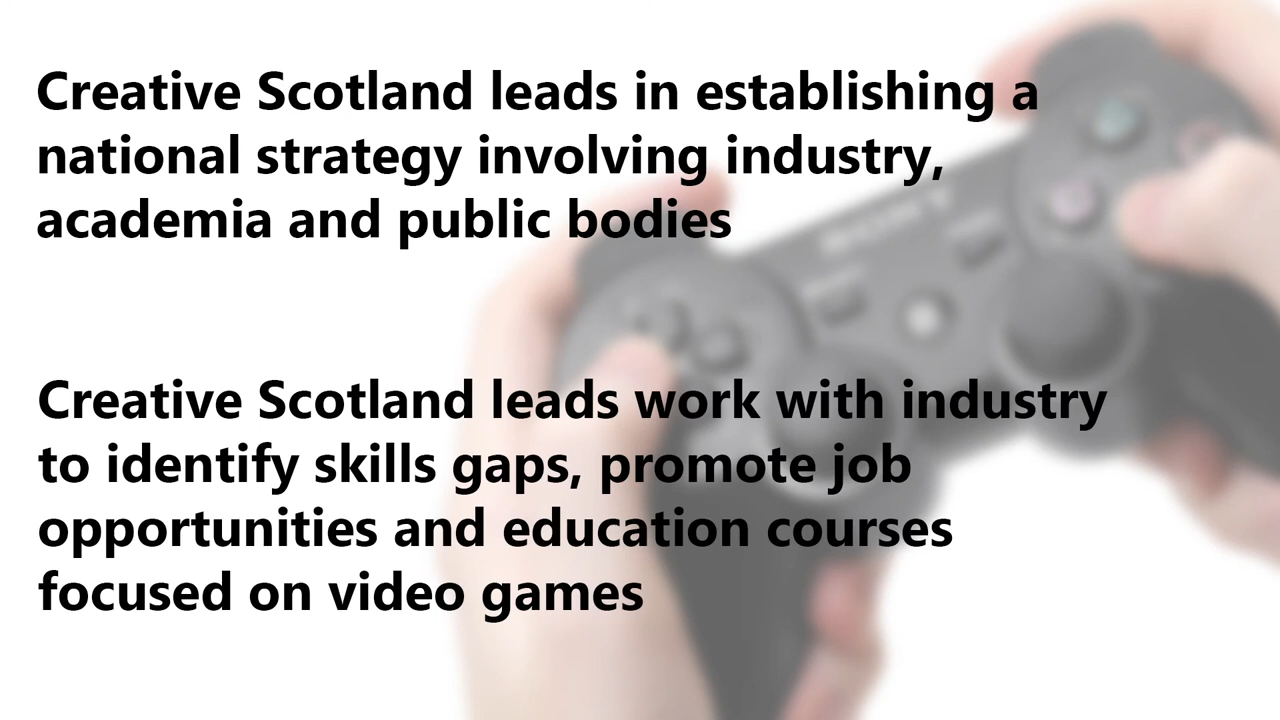 Creative Scotland leads in establishing a
national strategy involving industry,
academia and public bodies
Creative Scotland leads work with industry
to identify skills gaps, promote job
opportunities and education courses
focused on video games